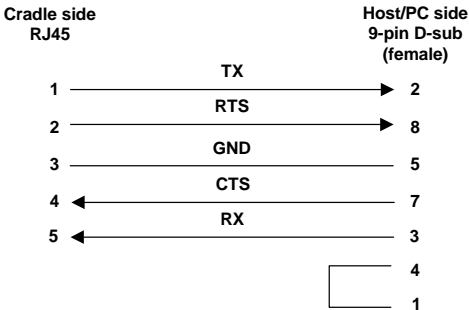 Cradle side
RJ45
Host/PC side
9-pin D-sub
(female)
TX
1 2
RTS
2 8
GND
3 5
CTS
4 7
RX
5 3
4
1